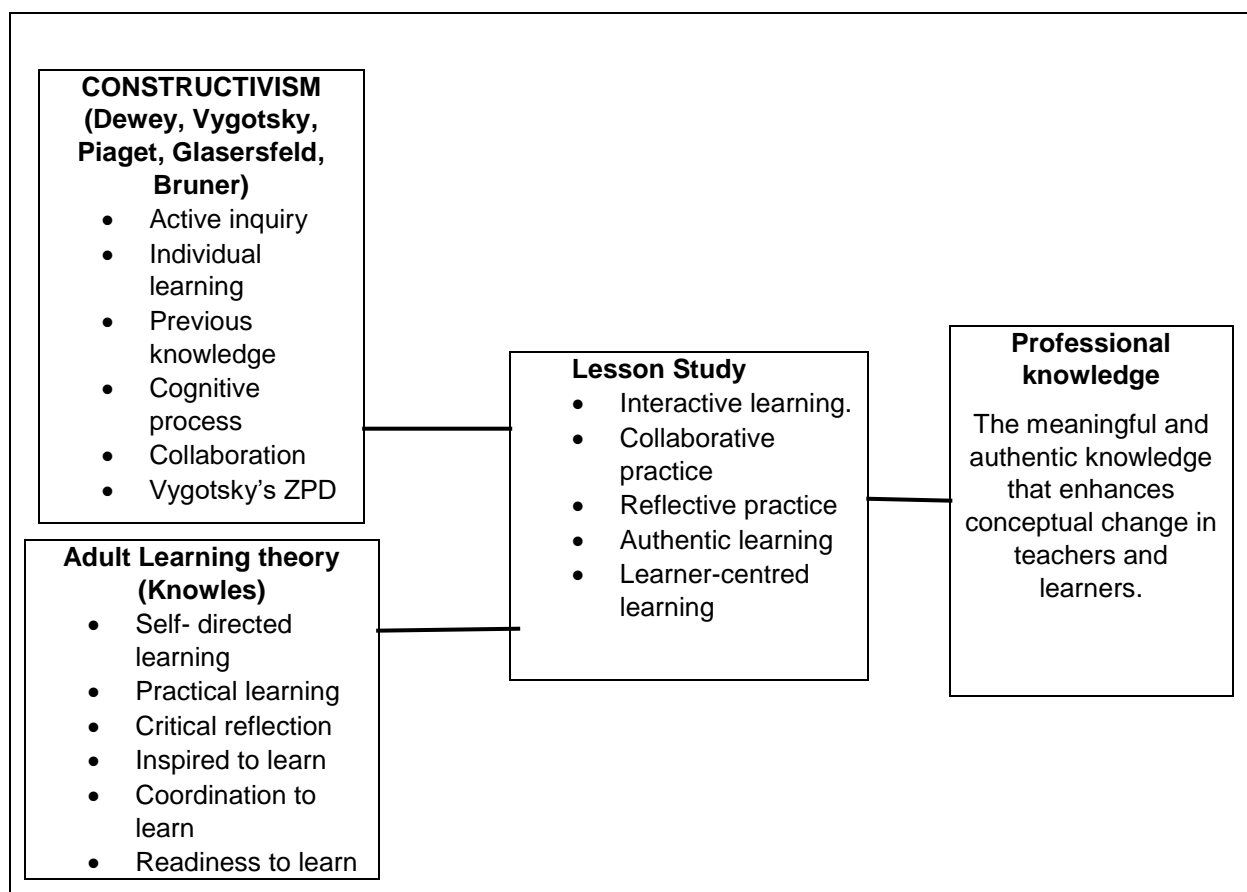 CONSTRUCTIVISM
(Dewey, Vygotsky,
Piaget, Glasersfeld,
Bruner)
• Active inquiry
• Individual
learning
• Previous
knowledge
• Cognitive
process
• Collaboration
• Vygotsky's ZPD
Adult Learning theory
(Knowles)
• Self- directed
learning
• Practical learning
• Critical reflection
• Inspired to learn
• Coordination to
learn
• Readiness to learn
Lesson Study
• Interactive learning.
• Collaborative
practice
• Reflective practice
• Authentic learning
• Learner-centred
learning
Professional
knowledge
The meaningful and
authentic knowledge
that enhances
conceptual change in
teachers and
learners.